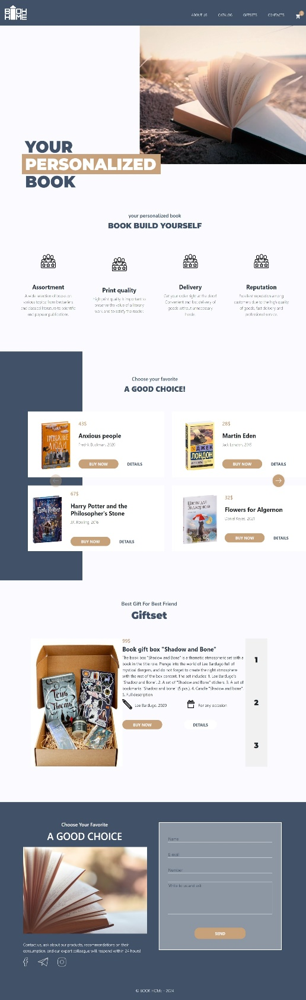 BOOK
HOME
ABOUT US CATALOG GIFTSETS CONTACTS
YOUR
PERSONALIZED
BOOK
your personalized book
BOOK BUILD YOURSELF
Assortment
A wide selection of books on
various topics: from bestsellers
and classical literature to scientific
and popular publications.
Print quality
High print quality is important to
preserve the value of a literary
work and to satisfy the reader.
Delivery
Get your order right at the door!
Convenient and fast delivery of
goods without unnecessary
hassle.
Reputation
Excellent reputation among
customers due to the high quality
of goods, fast delivery and
professional service.
Choose your favorite
A GOOD CHOICE!
43$
Anxious people
Fredrik Buckman, 2020
BUY NOW DETAILS
ТРЕВОЖНЫЕ
ЛЮДИ
28$
Martin Eden
Jack London, 2015
BUY NOW DETAILS
ДЖЕК
ЛОНДОН
67$
Harry Potter and the
Philosopher's Stone
J.K. Rowling, 2016
BUY NOW DETAILS
Гарри Поттер
32$
Flowers for Algernon
Daniel Keyes, 2021
BUY NOW DETAILS
Цветы для
Элджернона
Best Gift For Best Friend
Giftset
99$
Book gift box "Shadow and Bone"
The book box "Shadow and Bone" is a thematic atmospheric set with a
book in the title role. Merge with the world of Lee Bardugo full of
mystical dangers, and do not forget to create the right atmosphere
with the rest of the box content. The set includes: 1. Lee Bardugo's
"Shadow and Bone". 2. A set of "Shadow and Bone" stickers. 3. A set of
bookmarks "Shadow and bone" (5 pcs.). 4. Candle "Shadow and bone".
5. Full description
Lee Bardugo, 2020 For any occasion
BUY NOW DETAILS
1
2
3
Тень
Choose Your Favorite
A GOOD CHOICE
Contact us, ask about our products, recommendations on their
consumption, and our expert colleague will respond within 24 hours!
Name
E-mail
Number
Write to us and ask
SEND
© BOOK HOME - 2024